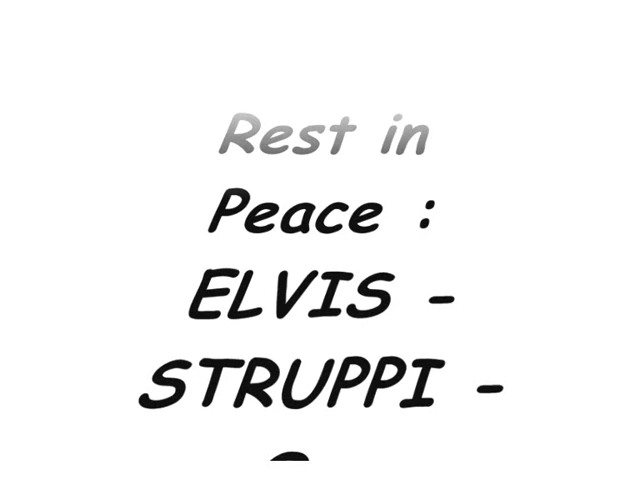 Rest in
Peace :
ELVIS -
STRUPPI -